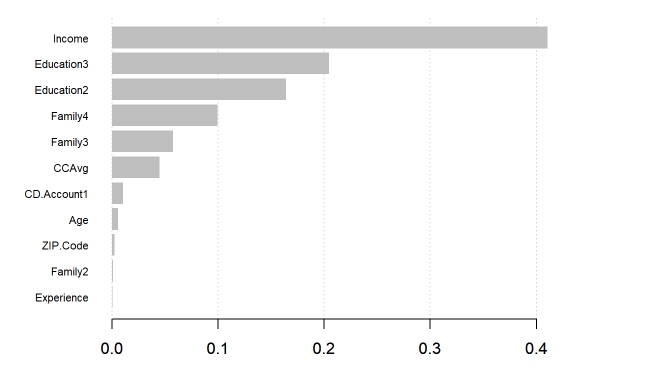 Income
Education3
Education2
Family4
Family3
CCAvg
CD.Account1
Age
ZIP.Code
Family2
Experience
0.0 0.1 0.2 0.3 0.4